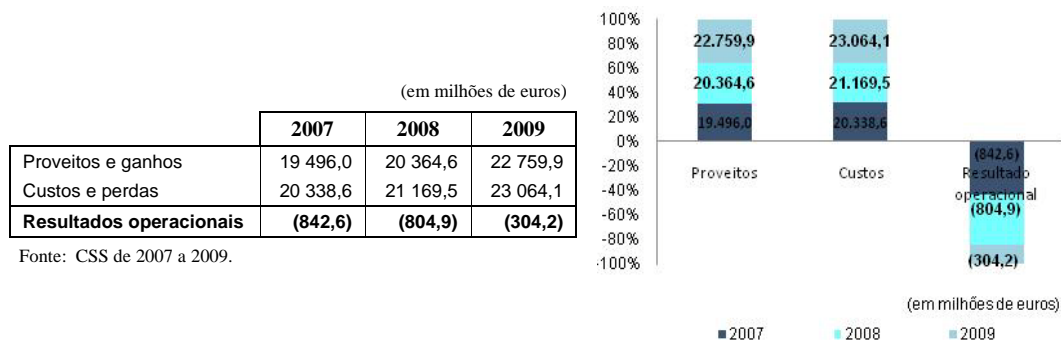 (em milhões de euros)
2007 2008 2009
Proveitos e ganhos 19 496,0 20 364,6 22 759,9
Custos e perdas 20 338,6 21 169,5 23 064,1
Resultados operacionais (842,6) (804,9) (304,2)
Fonte: CSS de 2007 a 2009.
100%
80%
60%
40%
20%
0%
-20%
-40%
-60%
-80%
-100%
22.759,9 23.064,1
20.364,6 21.169,5
19.496,0 20.338,6
(842,6)
Proveitos Custos Resultado
operacional
(804,9)
(304,2)
(em milhões de euros)
2007 2008 2009